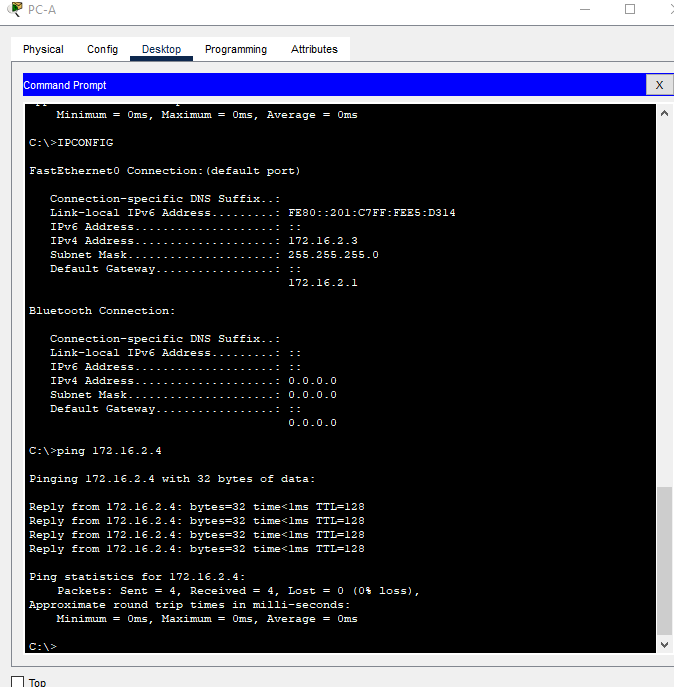 PC-A
Physical Config Desktop Programming Attributes
Command Prompt
X
Minimum = 0ms, Maximum = 0ms, Average = 0ms
C:\>IPCONFIG
FastEthernet0 Connection:(default port)
Connection-specific DNS Suffix..:
Link-local IPv6 Address.........: FE80::201:C7FF:FEE5:D314
IPv6 Address....................: ::
IPv4 Address....................: 172.16.2.3
Subnet Mask.....................: 255.255.255.0
Default Gateway.................: ::
172.16.2.1
Bluetooth Connection:
Connection-specific DNS Suffix..:
Link-local IPv6 Address.........: ::
IPv6 Address....................: ::
IPv4 Address....................: 0.0.0.0
Subnet Mask.....................: 0.0.0.0
Default Gateway.................: ::
0.0.0.0
C:\>ping 172.16.2.4
Pinging 172.16.2.4 with 32 bytes of data:
Reply from 172.16.2.4: bytes=32 time<1ms TTL=128
Reply from 172.16.2.4: bytes=32 time<1ms TTL=128
Reply from 172.16.2.4: bytes=32 time<1ms TTL=128
Reply from 172.16.2.4: bytes=32 time<1ms TTL=128
Ping statistics for 172.16.2.4:
Packets: Sent = 4, Received = 4, Lost = 0 (0% loss),
Approximate round trip times in milli-seconds:
Minimum = 0ms, Maximum = 0ms, Average = 0ms
C:\>
Top